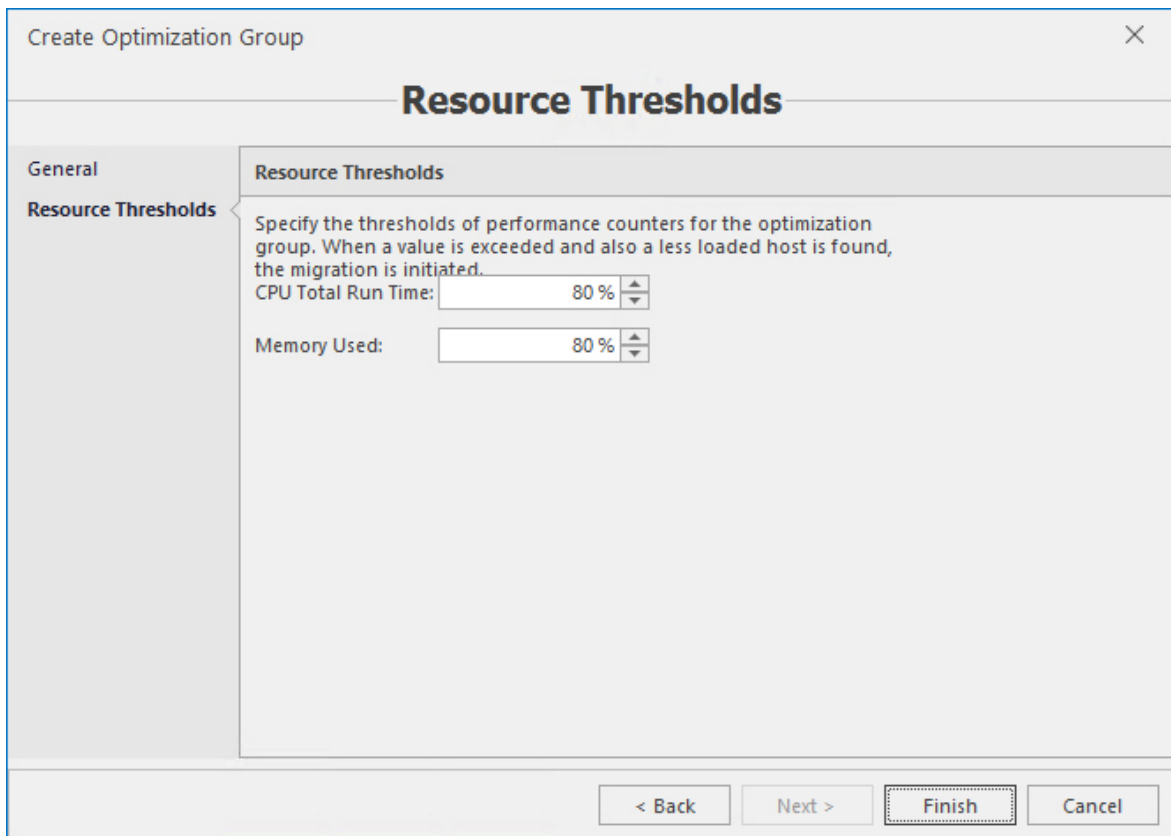 Create Optimization Group
Resource Thresholds
General
Resource Thresholds
Resource Thresholds
Specify the thresholds of performance counters for the optimization
group. When a value is exceeded and also a less loaded host is found,
the migration is initiated.
CPU Total Run Time: 80 %
Memory Used: 80 %
< Back Next > Finish Cancel